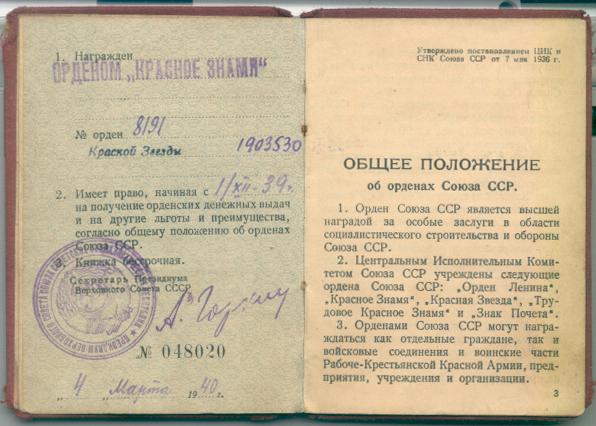 1. Награжден
ОРДЕНОМ „КРАСНОЕ ЗНАМЯ“
№ орден 8191
Красной Звезды 1903530
2. Имеет право, начиная с 1/XII-39 г.
на получение орденских денежных выдач
и на другие льготы и преимущества,
согласно общему положению об орденах
Союза ССР.
3. Книжка бессрочная.
Секретарь Президиума
Верховного Совета СССР
А. Горкин
№ 048020
„4 “ Марта 1940 г.
Утверждено постановлением ЦИК и
СНК Союза ССР от 7 мая 1936 г.
ОБЩЕЕ ПОЛОЖЕНИЕ
об орденах Союза ССР.
1. Орден Союза ССР является высшей
наградой за особые заслуги в области
социалистического строительства и обороны
Союза ССР.
2. Центральным Исполнительным Коми-
тетом Союза ССР учреждены следующие
ордена Союза ССР: „Орден Ленина“,
„Красное Знамя“, „Красная Звезда“, „Тру-
довое Красное Знамя“ и „Знак Почета“.
3. Орденами Союза ССР могут наг-
раждаться как отдельные граждане, так и
войсковые соединения и воинские части
Рабоче-Крестьянской Красной Армии, пред-
приятия, учреждения и организации.
3